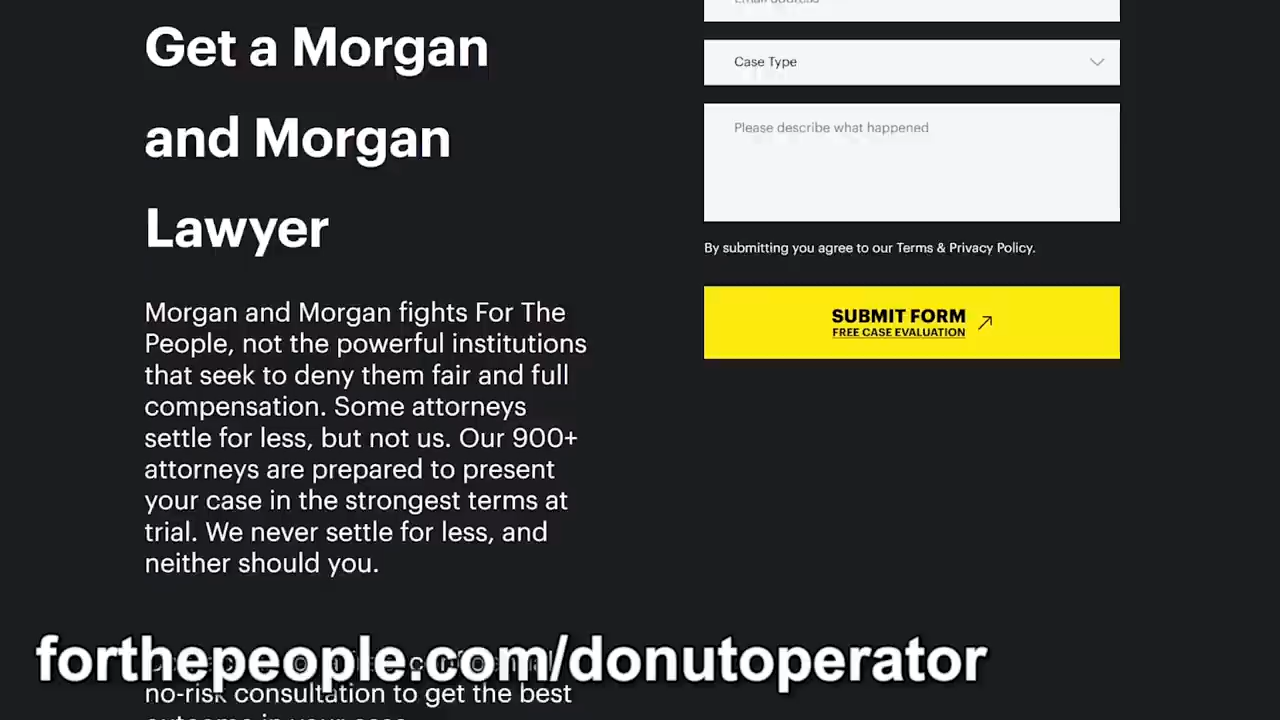 Get a Morgan
and Morgan
Lawyer
Morgan and Morgan fights For The
People, not the powerful institutions
that seek to deny them fair and full
compensation. Some attorneys
settle for less, but not us. Our 900+
attorneys are prepared to present
your case in the strongest terms at
trial. We never settle for less, and
neither should you.
no-risk consultation to get the best
Case Type
Please describe what happened
By submitting you agree to our Terms & Privacy Policy.
SUBMIT FORM
FREE CASE EVALUATION
forthepeople.com/donutoperator